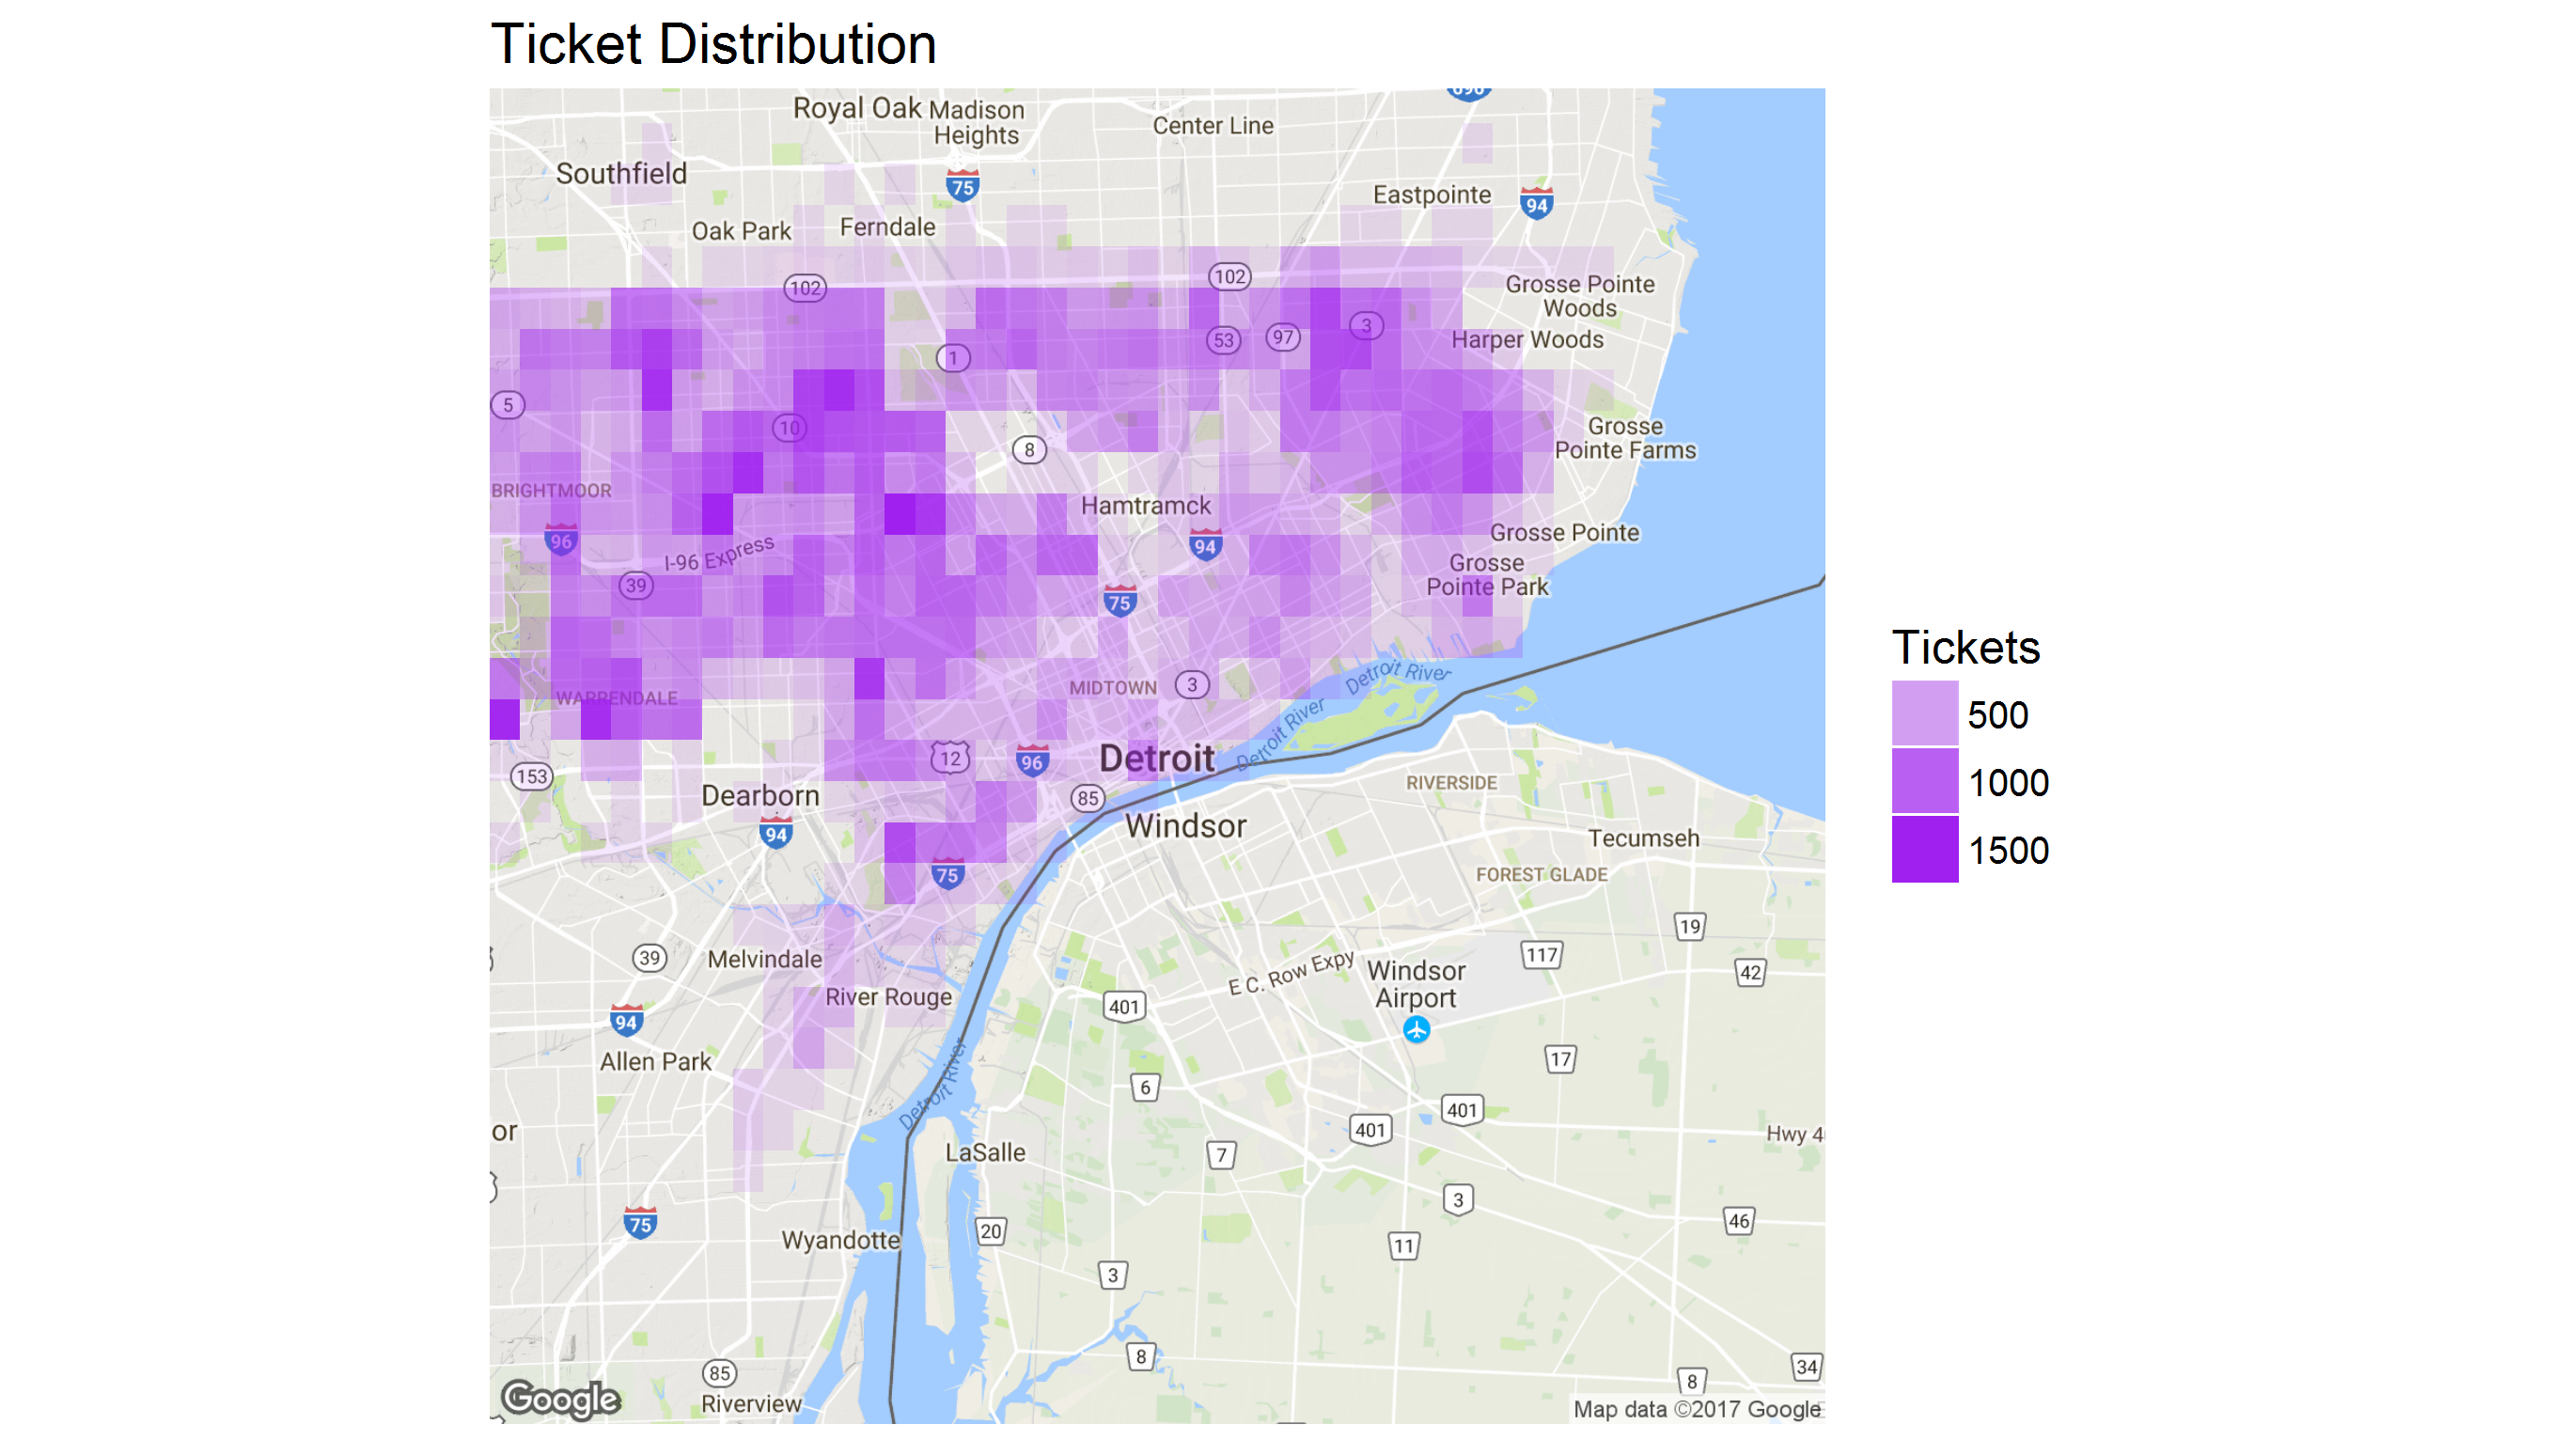 Ticket Distribution
696
Royal Oak
Madison
Heights
Center Line
Southfield
75
Eastpointe
94
Oak Park
Ferndale
102
102
Grosse Pointe
Woods
3
53
97
Harper Woods
1
5
10
Grosse
Pointe Farms
8
BRIGHTMOOR
Hamtramck
Grosse Pointe
96
94
I-96 Express
Grosse
Pointe Park
39
75
Tickets
500
1000
1500
MIDTOWN
3
Detroit River
WARRENDALE
Detroit River
12
96
Detroit
153
Dearborn
85
RIVERSIDE
94
Windsor
Tecumseh
75
FOREST GLADE
19
39
Melvindale
117
E C. Row Expy
Windsor
Airport
42
River Rouge
401
94
Allen Park
17
Detroit River
6
401
401
or
Hwy 4
LaSalle
7
3
75
20
46
Wyandotte
11
3
8
34
85
8
Riverview
Google
Map data ©2017 Google